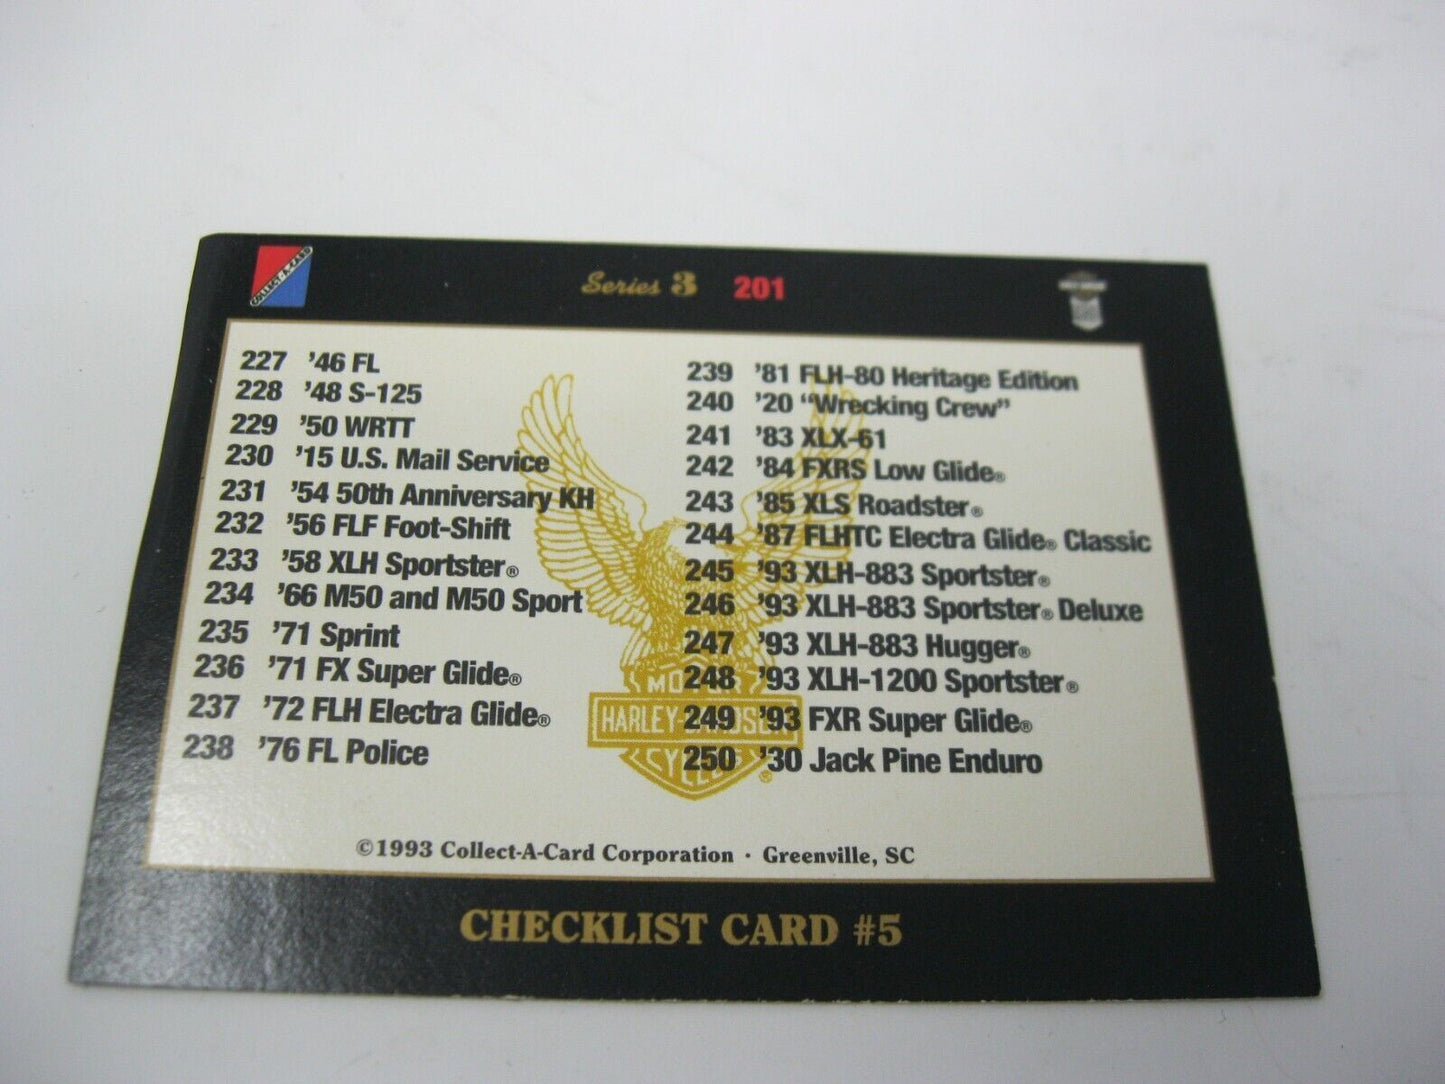 COLLECT-A-CARD
Series 3 201
227 '46 FL
228 '48 S-125
229 '50 WRTT
230 '15 U.S. Mail Service
231 '54 50th Anniversary KH
232 '56 FLF Foot-Shift
233 '58 XLH Sportster®
234 '66 M50 and M50 Sport
235 '71 Sprint
236 '71 FX Super Glide®
237 '72 FLH Electra Glide®
238 '76 FL Police
239 '81 FLH-80 Heritage Edition
240 '20 “Wrecking Crew”
241 '83 XLX-61
242 '84 FXRS Low Glide®
243 '85 XLS Roadster®
244 '87 FLHTC Electra Glide® Classic
245 '93 XLH-883 Sportster®
246 '93 XLH-883 Sportster® Deluxe
247 '93 XLH-883 Hugger®
248 '93 XLH-1200 Sportster®
249 '93 FXR Super Glide®
250 '30 Jack Pine Enduro
MOTOR
HARLEY-DAVIDSON
CYCLES
®
©1993 Collect-A-Card Corporation · Greenville, SC
CHECKLIST CARD #5